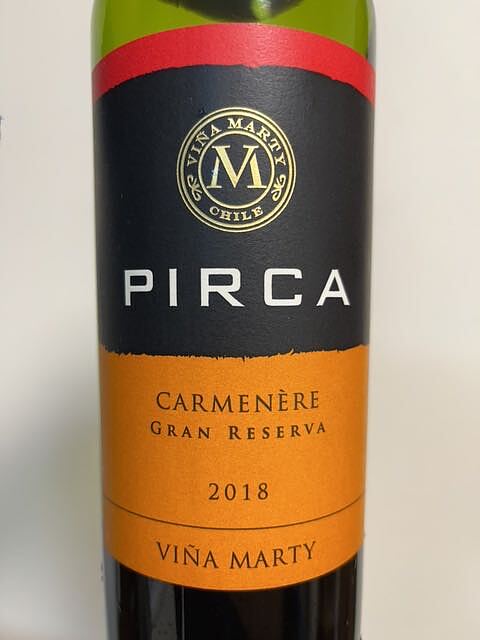 VIÑA MARTY
M
CHILE
PIRCA
CARMENÈRE
GRAN RESERVA
2018
VIÑA MARTY